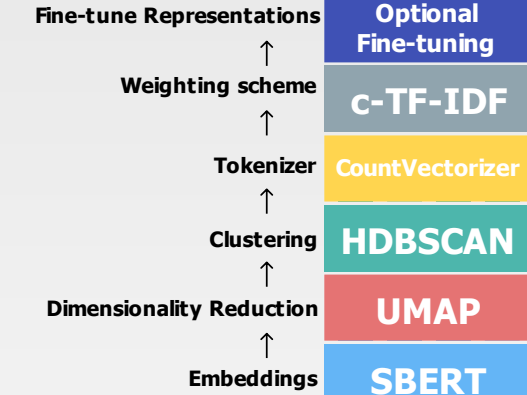 Fine-tune Representations
Optional
Fine-tuning
↑
Weighting scheme
c-TF-IDF
↑
Tokenizer
CountVectorizer
↑
Clustering
HDBSCAN
↑
Dimensionality Reduction
UMAP
↑
Embeddings
SBERT